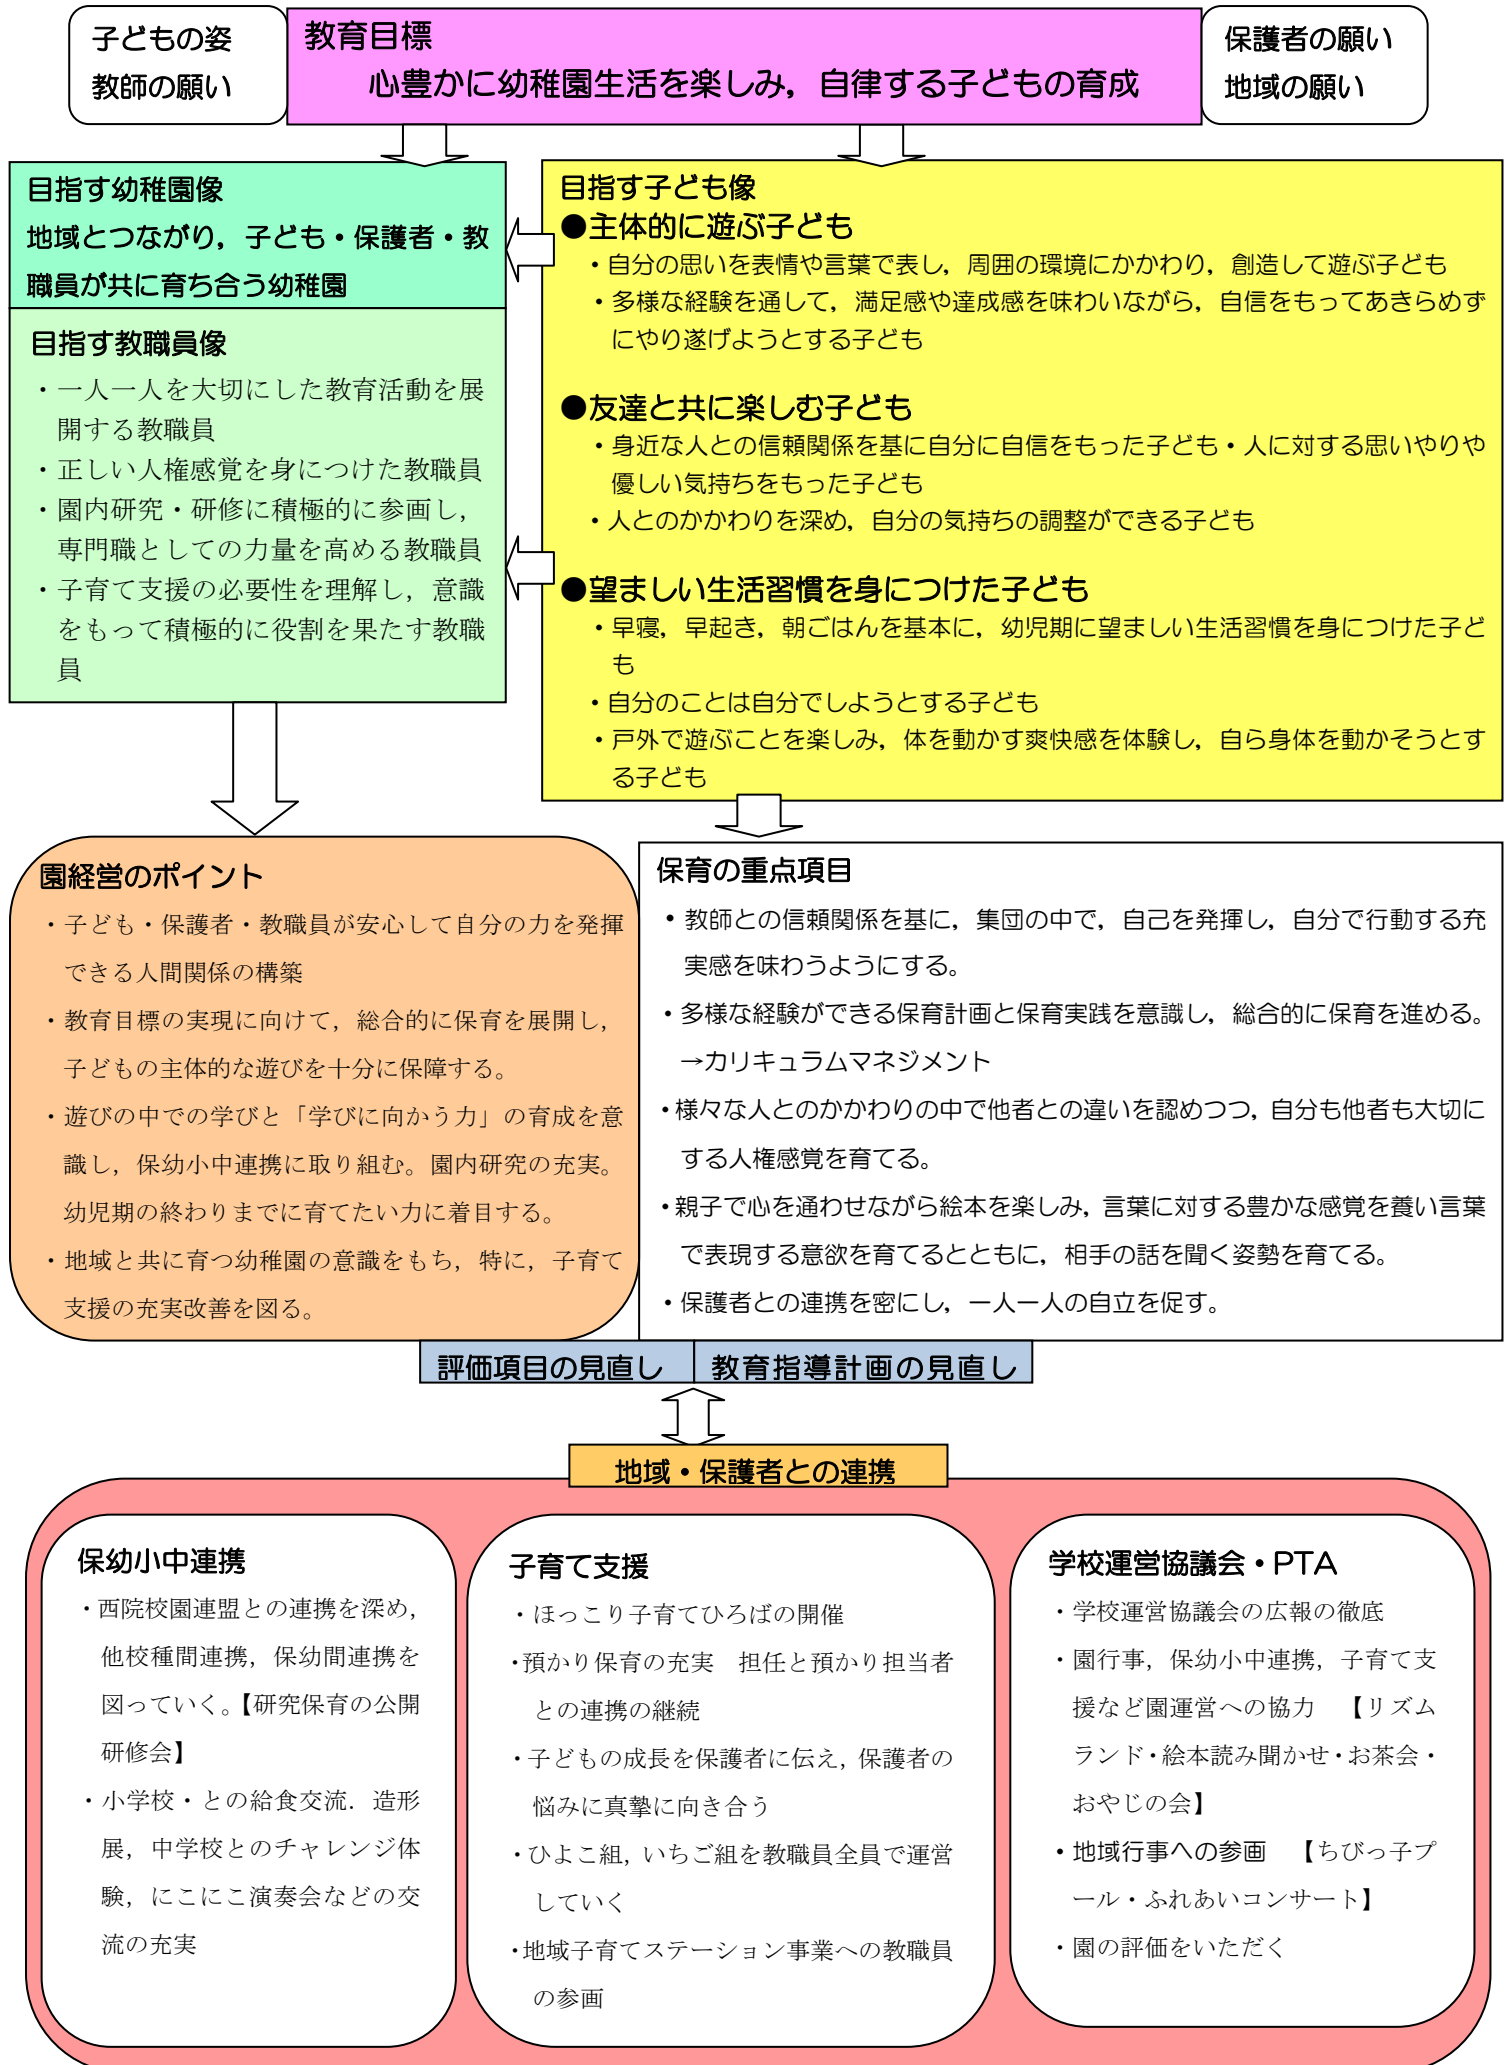 子どもの姿
教師の願い
教育目標
心豊かに幼稚園生活を楽しみ，自律する子どもの育成
保護者の願い
地域の願い
目指す幼稚園像
地域とつながり，子ども・保護者・教
職員が共に育ち合う幼稚園
目指す教職員像
・一人一人を大切にした教育活動を展
開する教職員
・正しい人権感覚を身につけた教職員
・園内研究・研修に積極的に参画し，
専門職としての力量を高める教職員
・子育て支援の必要性を理解し，意識
をもって積極的に役割を果たす教職
員
目指す子ども像
●主体的に遊ぶ子ども
・自分の思いを表情や言葉で表し，周囲の環境にかかわり，創造して遊ぶ子ども
・多様な経験を通して，満足感や達成感を味わいながら，自信をもってあきらめず
にやり遂げようとする子ども
●友達と共に楽しむ子ども
・身近な人との信頼関係を基に自分に自信をもった子ども・人に対する思いやりや
優しい気持ちをもった子ども
・人とのかかわりを深め，自分の気持ちの調整ができる子ども
●望ましい生活習慣を身につけた子ども
・早寝，早起き，朝ごはんを基本に，幼児期に望ましい生活習慣を身につけた子ど
も
・自分のことは自分でしようとする子ども
・戸外で遊ぶことを楽しみ，体を動かす爽快感を体験し，自ら身体を動かそうとす
る子ども
園経営のポイント
・子ども・保護者・教職員が安心して自分の力を発揮
できる人間関係の構築
・教育目標の実現に向けて，総合的に保育を展開し，
子どもの主体的な遊びを十分に保障する。
・遊びの中での学びと「学びに向かう力」の育成を意
識し，保幼小中連携に取り組む。園内研究の充実。
幼児期の終わりまでに育てたい力に着目する。
・地域と共に育つ幼稚園の意識をもち，特に，子育て
支援の充実改善を図る。
保育の重点項目
・教師との信頼関係を基に，集団の中で，自己を発揮し，自分で行動する充
実感を味わうようにする。
・多様な経験ができる保育計画と保育実践を意識し，総合的に保育を進める。
→カリキュラムマネジメント
・様々な人とのかかわりの中で他者との違いを認めつつ，自分も他者も大切に
する人権感覚を育てる。
・親子で心を通わせながら絵本を楽しみ，言葉に対する豊かな感覚を養い言葉
で表現する意欲を育てるとともに，相手の話を聞く姿勢を育てる。
・保護者との連携を密にし，一人一人の自立を促す。
評価項目の見直し
教育指導計画の見直し
地域・保護者との連携
保幼小中連携
・西院校園連盟との連携を深め，
他校種間連携，保幼間連携を
図っていく。【研究保育の公開
研修会】
・小学校・との給食交流．造形
展，中学校とのチャレンジ体
験，にこにこ演奏会などの交
流の充実
子育て支援
・ほっこり子育てひろばの開催
・預かり保育の充実　担任と預かり担当者
との連携の継続
・子どもの成長を保護者に伝え，保護者の
悩みに真摯に向き合う
・ひよこ組，いちご組を教職員全員で運営
していく
・地域子育てステーション事業への教職員
の参画
学校運営協議会・PTA
・学校運営協議会の広報の徹底
・園行事，保幼小中連携，子育て支
援など園運営への協力　【リズム
ランド・絵本読み聞かせ・お茶会・
おやじの会】
・地域行事への参画　【ちびっ子プ
ール・ふれあいコンサート】
・園の評価をいただく